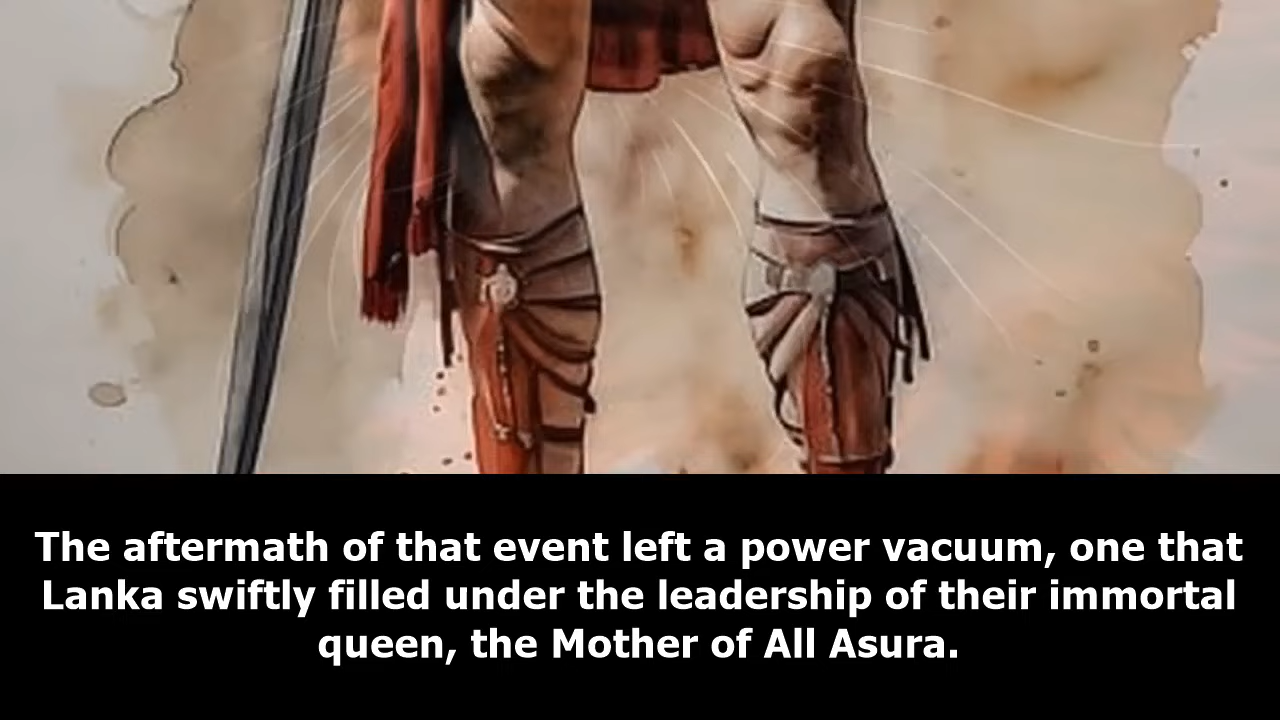 The aftermath of that event left a power vacuum, one that
Lanka swiftly filled under the leadership of their immortal
queen, the Mother of All Asura.